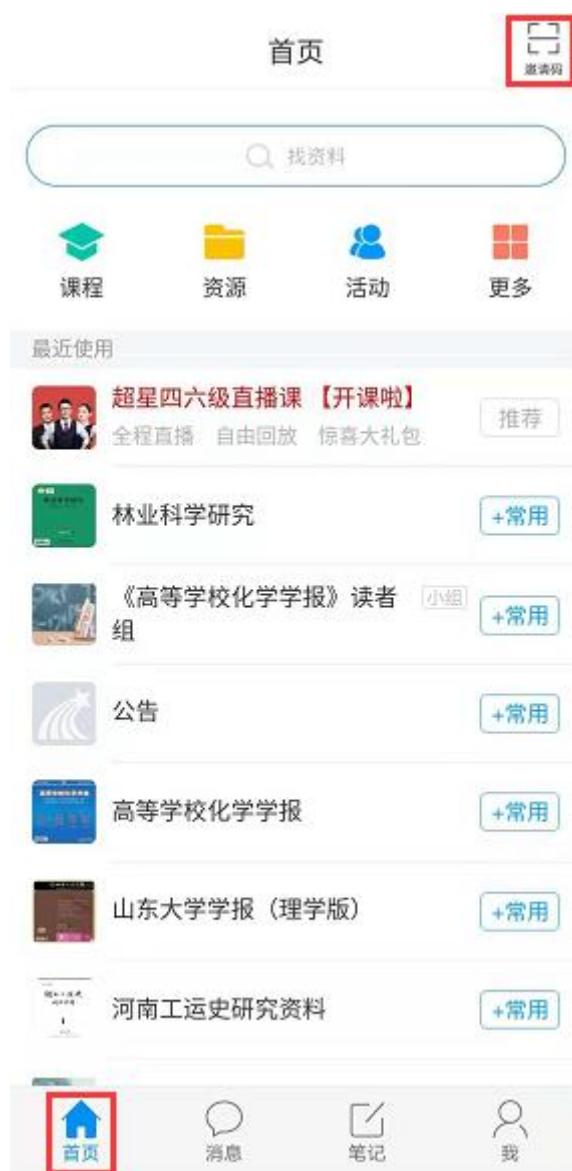 首页
邀请码
找资料
课程
资源
活动
更多
最近使用
超星四六级直播课 【开课啦】
全程直播 自由回放 惊喜大礼包
推荐
林业科学研究
+常用
《高等学校化学学报》读者
组
小组
+常用
公告
+常用
高等学校化学学报
+常用
山东大学学报（理学版）
+常用
河南工运史研究资料
+常用
首页
消息
笔记
我